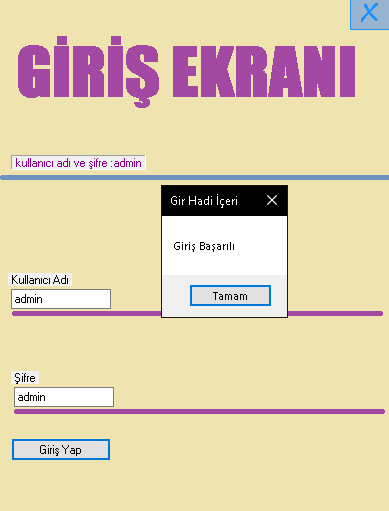 X
GİRİŞ EKRANI
kullanıcı adı ve şifre :admin
Gir Hadi İçeri
Giriş Başarılı
Tamam
Kullanıcı Adı
admin
Şifre
admin
Giriş Yap